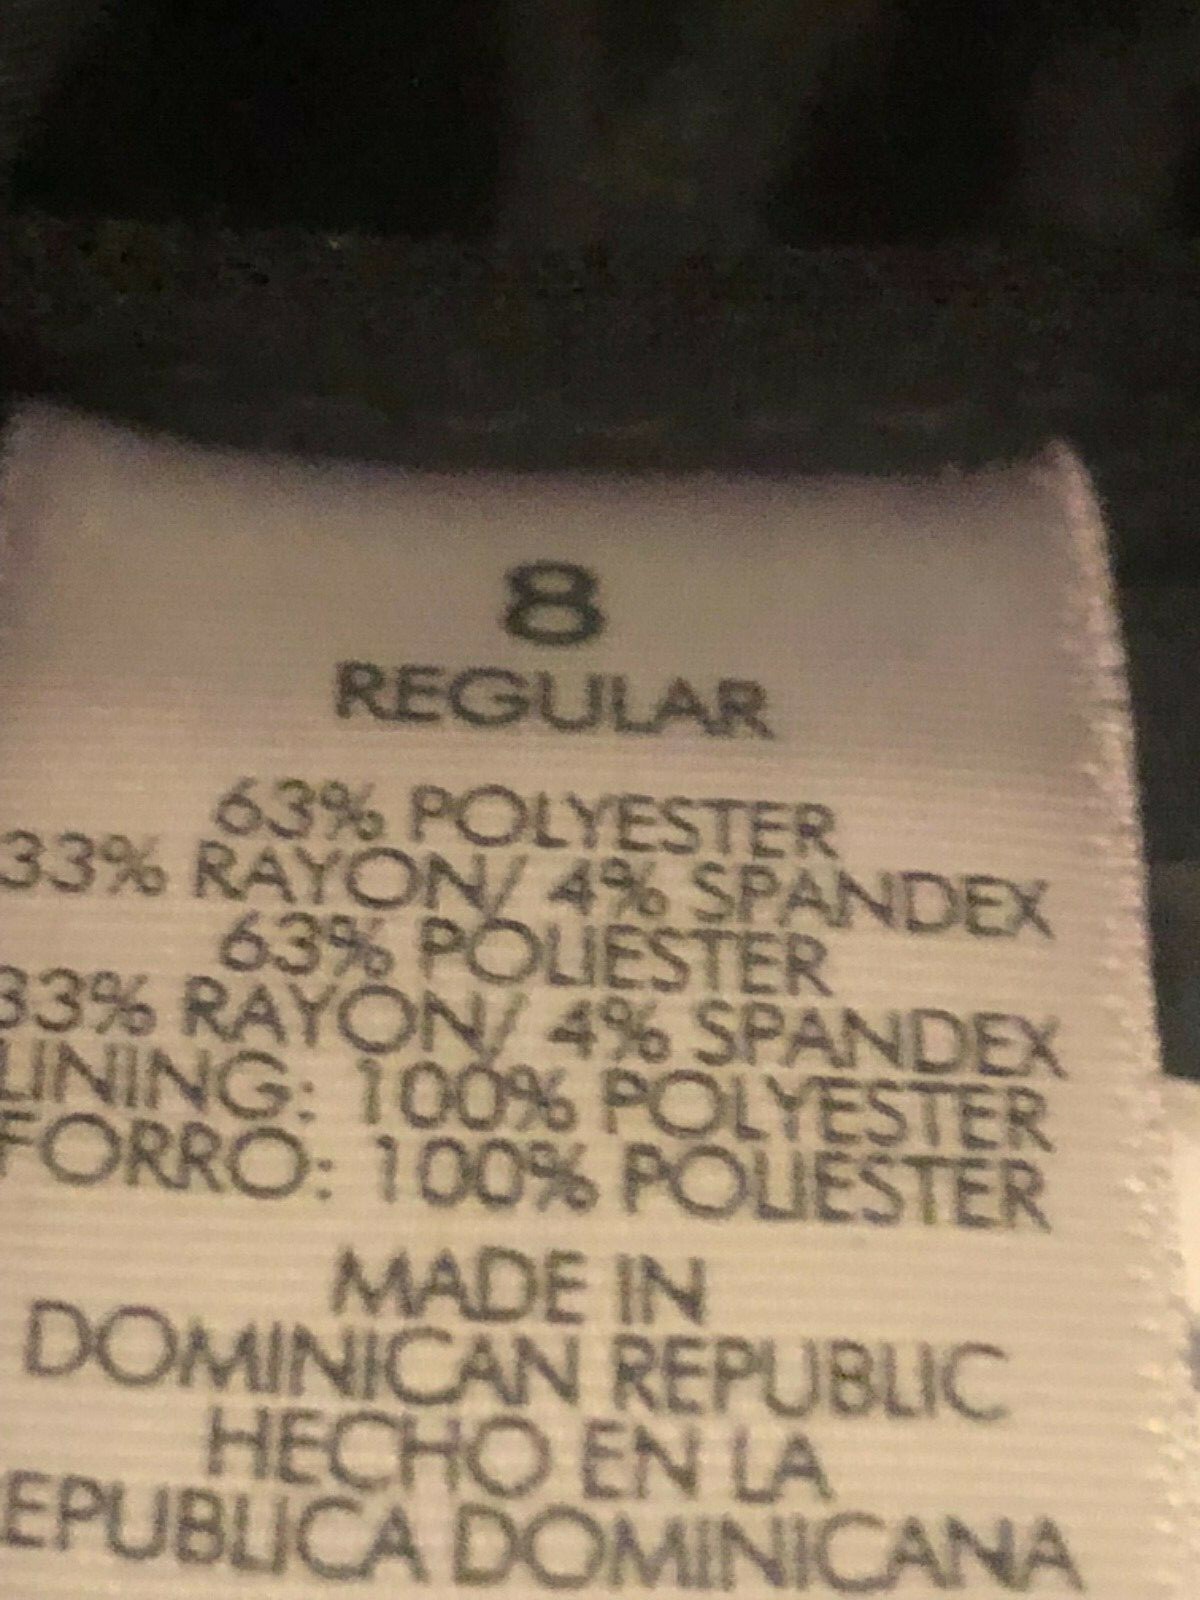 8
REGULAR
63% POLYESTER
33% RAYON/ 4% SPANDEX
63% POLIESTER
33% RAYON/ 4% SPANDEX
LINING: 100% POLYESTER
FORRO: 100% POLIESTER
MADE IN
DOMINICAN REPUBLIC
HECHO EN LA
EPUBLICA DOMINICANA